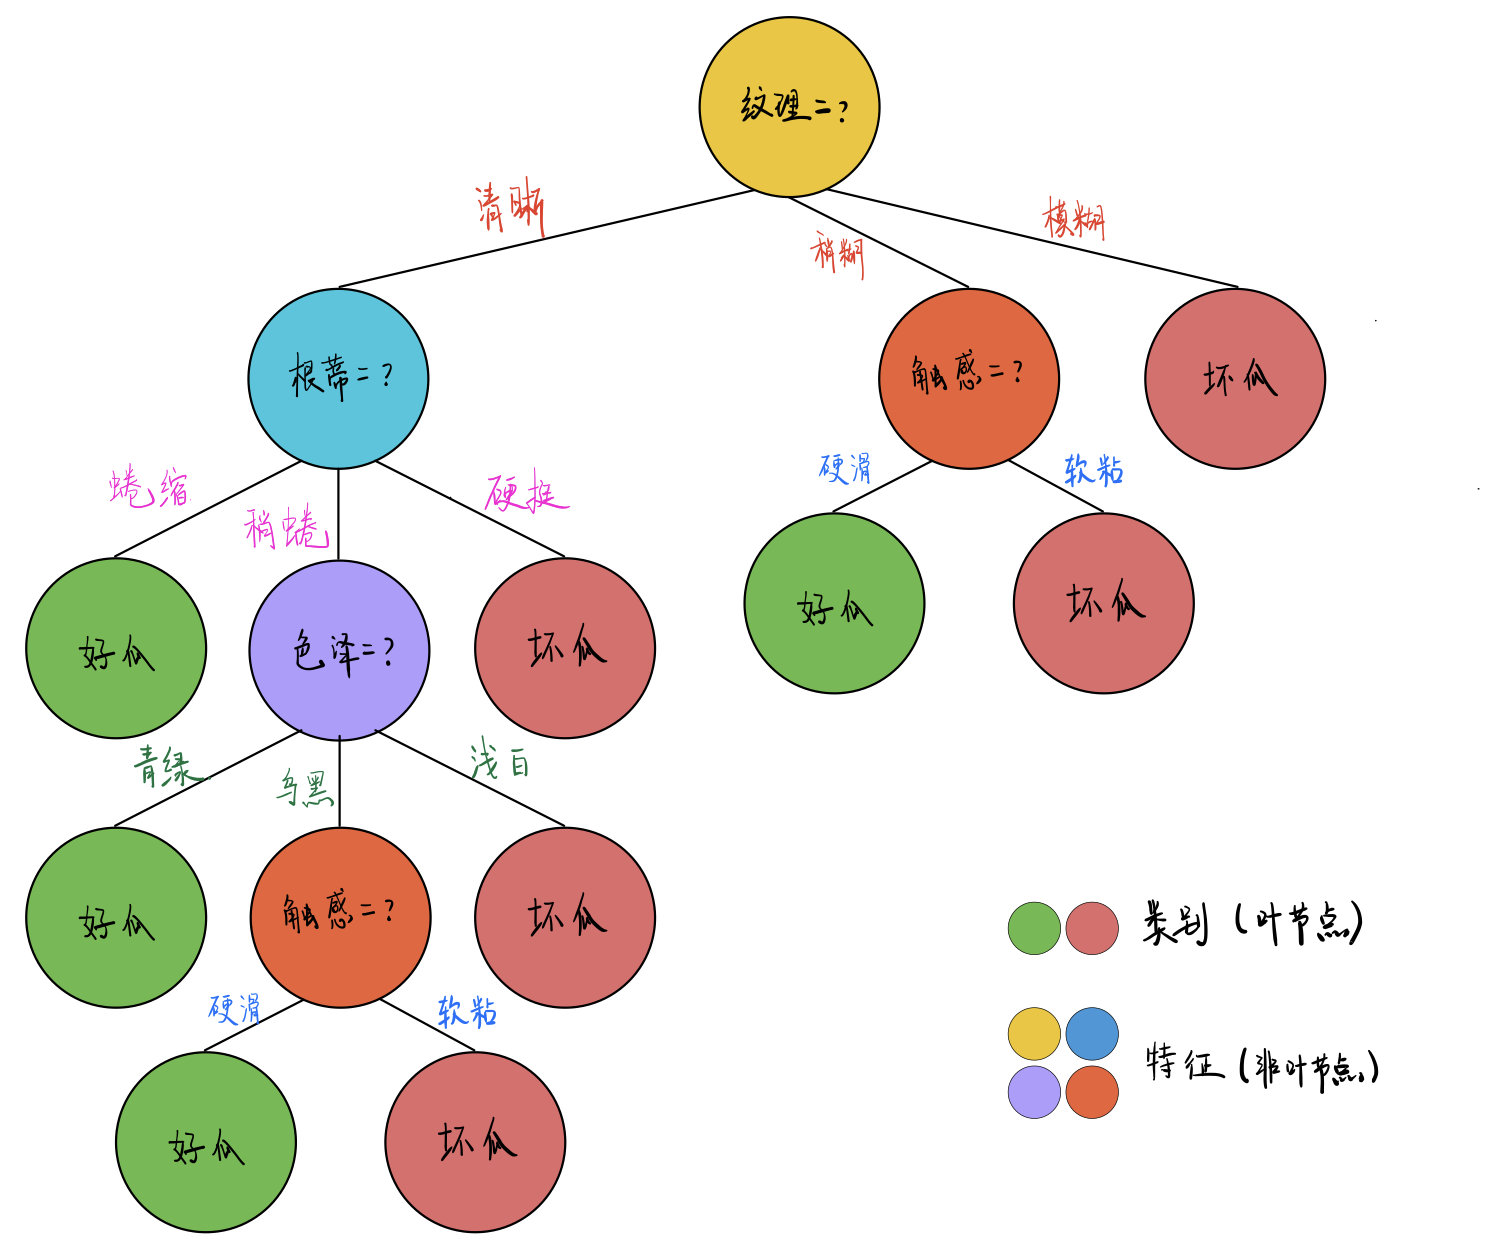 纹理=?
清晰
稍糊
模糊
根蒂=?
触感=?
坏瓜
蜷缩
稍蜷
硬挺
硬滑
软粘
好瓜
色泽=?
坏瓜
好瓜
坏瓜
青绿
乌黑
浅白
好瓜
触感=?
坏瓜
类别(叶节点)
硬滑
软粘
特征(非叶节点)
好瓜
坏瓜